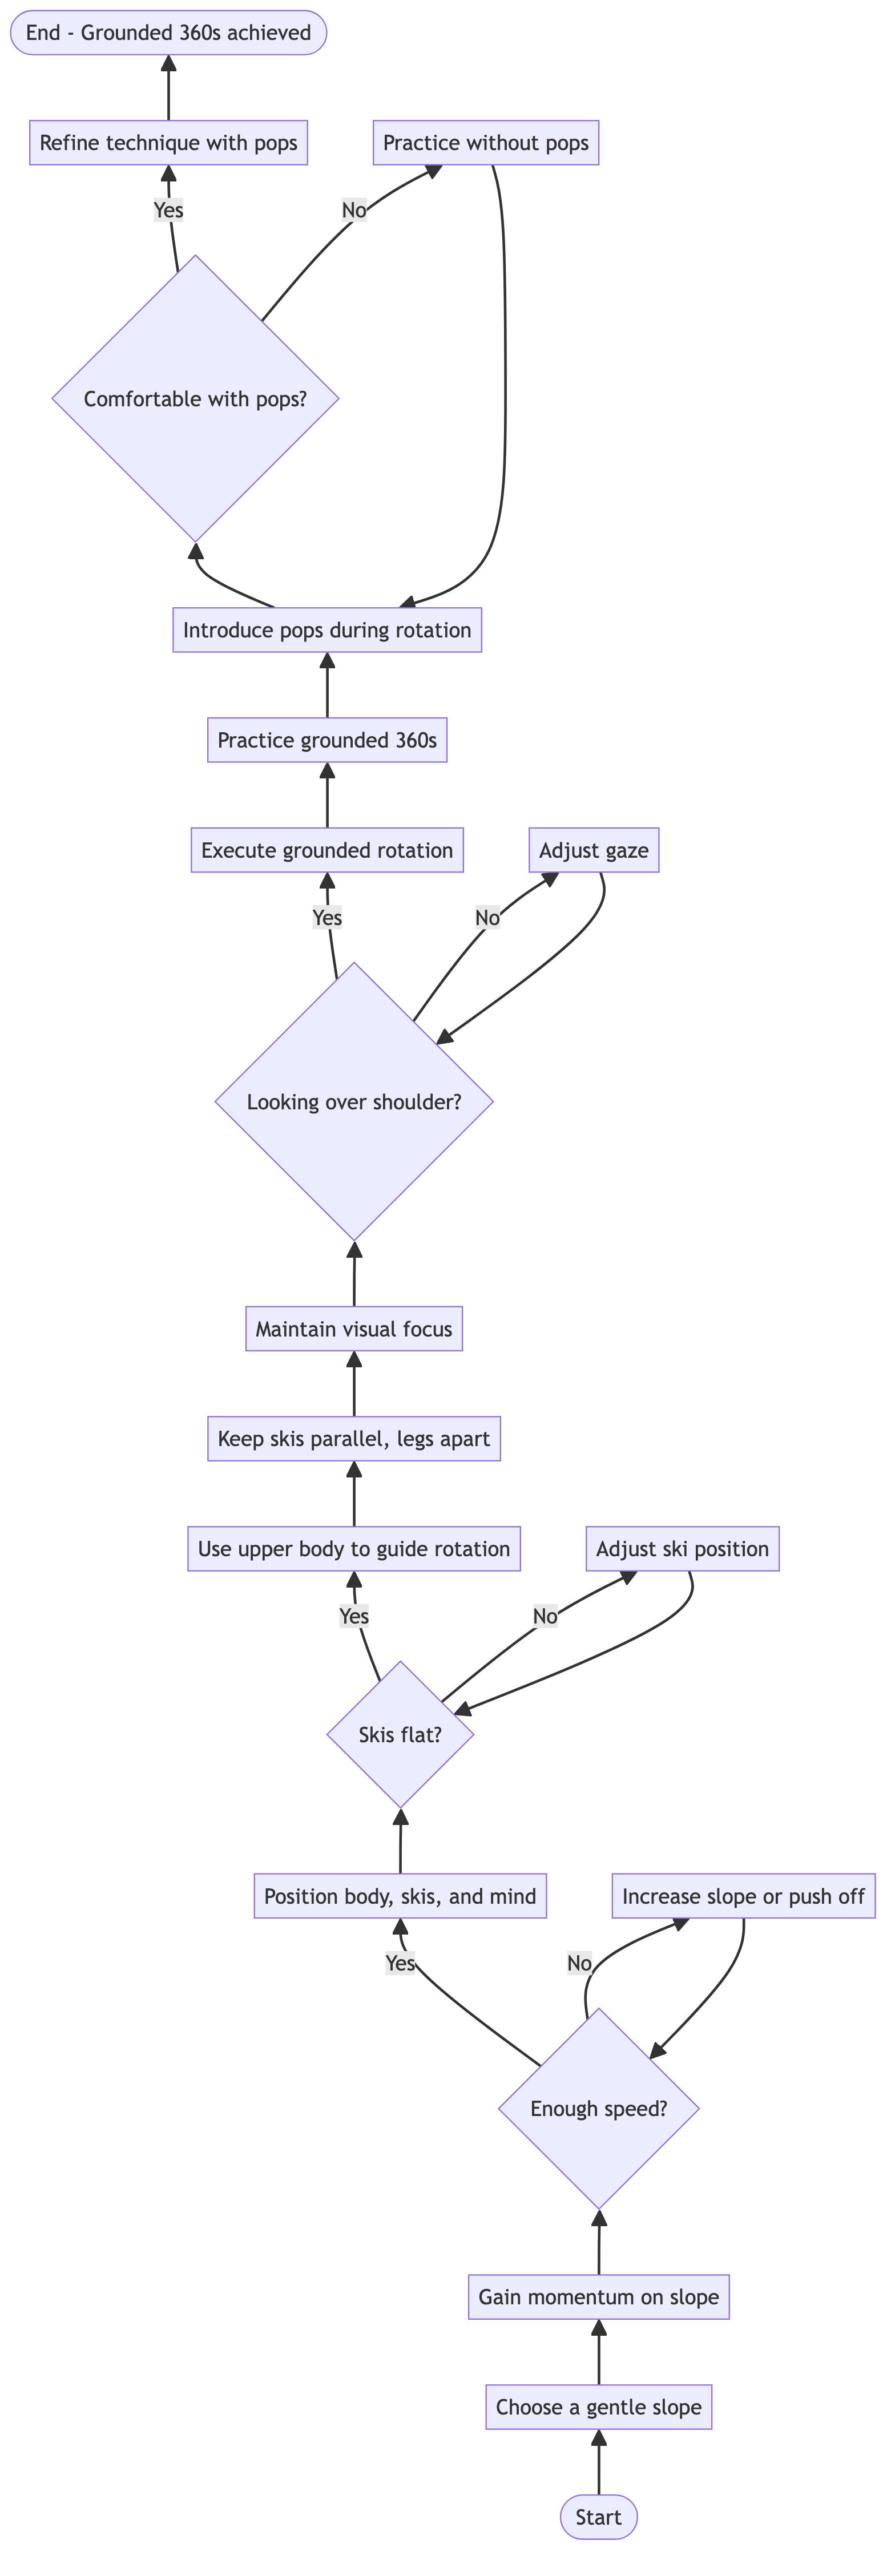 End - Grounded 360s achieved
Refine technique with pops
Practice without pops
Yes
No
Comfortable with pops?
Introduce pops during rotation
Practice grounded 360s
Execute grounded rotation
Adjust gaze
Yes
No
Looking over shoulder?
Maintain visual focus
Keep skis parallel, legs apart
Use upper body to guide rotation
Adjust ski position
Yes
No
Skis flat?
Position body, skis, and mind
Increase slope or push off
Yes
No
Enough speed?
Gain momentum on slope
Choose a gentle slope
Start